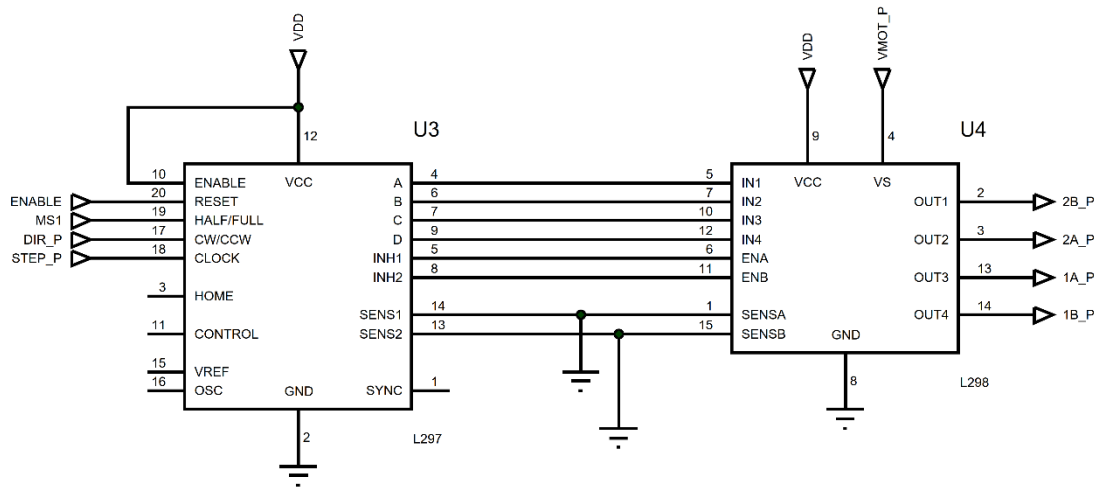 VDD
U3
12
10
ENABLE
VCC
A
4
ENABLE
20
RESET
B
6
MS1
19
HALF/FULL
C
7
DIR_P
17
CW/CCW
D
9
STEP_P
18
CLOCK
INH1
5
INH2
8
3
HOME
SENS1
14
11
CONTROL
SENS2
13
15
VREF
16
OSC
GND
SYNC
1
2
L297
VDD
VMOT_P
U4
9
4
VCC
VS
5
IN1
7
IN2
10
IN3
12
IN4
6
ENA
11
ENB
1
SENSA
15
SENSB
OUT1
2
2B_P
OUT2
3
2A_P
OUT3
13
1A_P
OUT4
14
1B_P
GND
8
L298